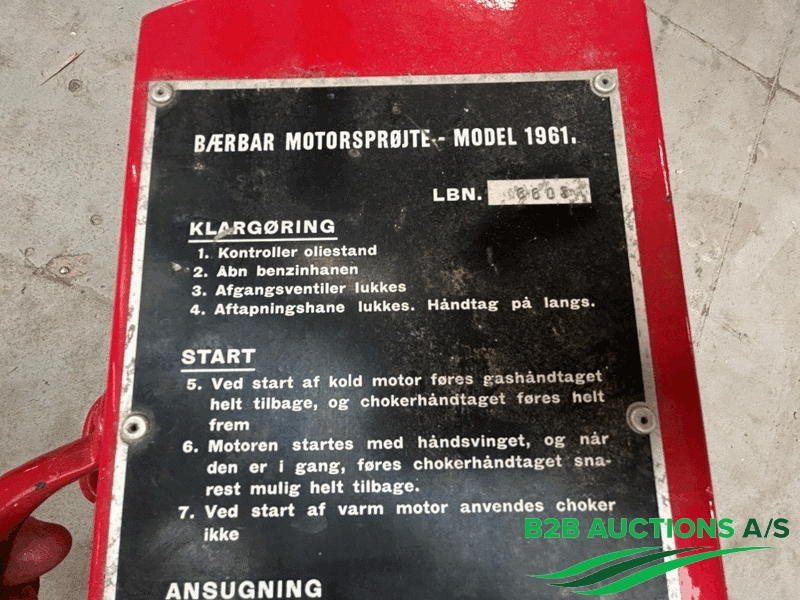 BÆRBAR MOTORSPRØJTE - MODEL 1961.
LBN. 6603
KLARGØRING
1. Kontroller oliestand
2. Åbn benzinhanen
3. Afgangsventiler lukkes
4. Aftapningshane lukkes. Håndtag på langs.
START
5. Ved start af kold motor føres gashåndtaget
helt tilbage, og chokerhåndtaget føres helt
frem
6. Motoren startes med håndsvinget, og når
den er i gang, føres chokerhåndtaget sna-
rest mulig helt tilbage.
7. Ved start af varm motor anvendes choker
ikke
ANSUGNING
B2B AUCTIONS A/S